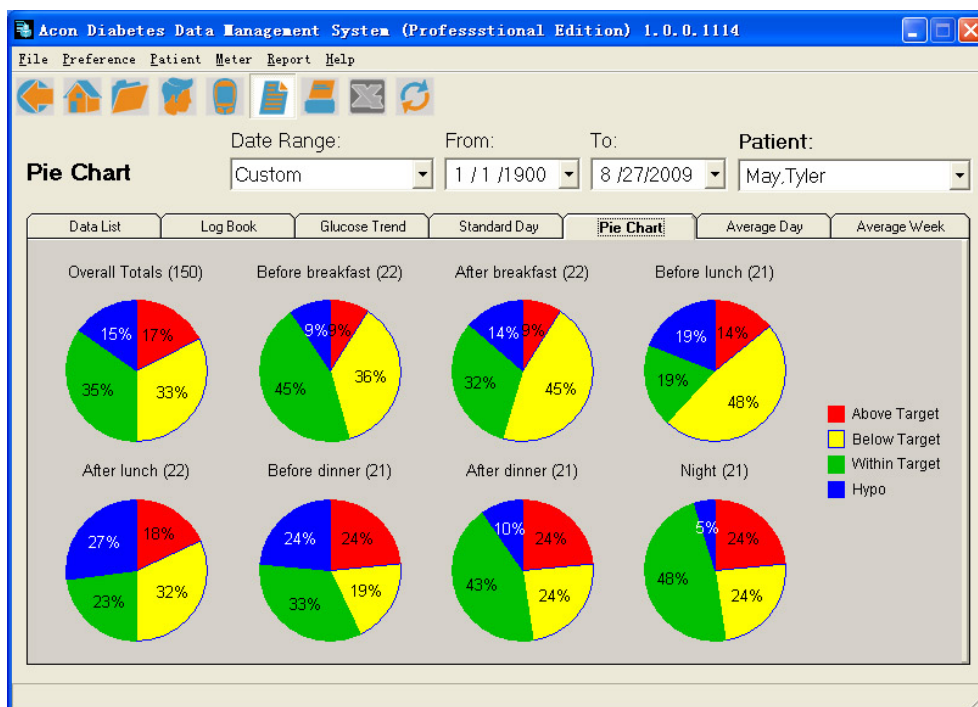 Acon Diabetes Data Management System (Professstional Edition) 1.0.0.1114
File Preference Patient Meter Report Help
Date Range: From: To: Patient:
Pie Chart Custom 1 / 1 /1900 8 /27/2009 May,Tyler
Data List Log Book Glucose Trend Standard Day Pie Chart Average Day Average Week
Overall Totals (150) Before breakfast (22) After breakfast (22) Before lunch (21)
15% 17% 9% 9% 14% 9% 19% 14%
35% 33% 45% 36% 32% 45% 19% 48%
Above Target
Below Target
Within Target
Hypo
After lunch (22) Before dinner (21) After dinner (21) Night (21)
27% 18% 24% 24% 10% 24% 5% 24%
23% 32% 33% 19% 43% 24% 48% 24%